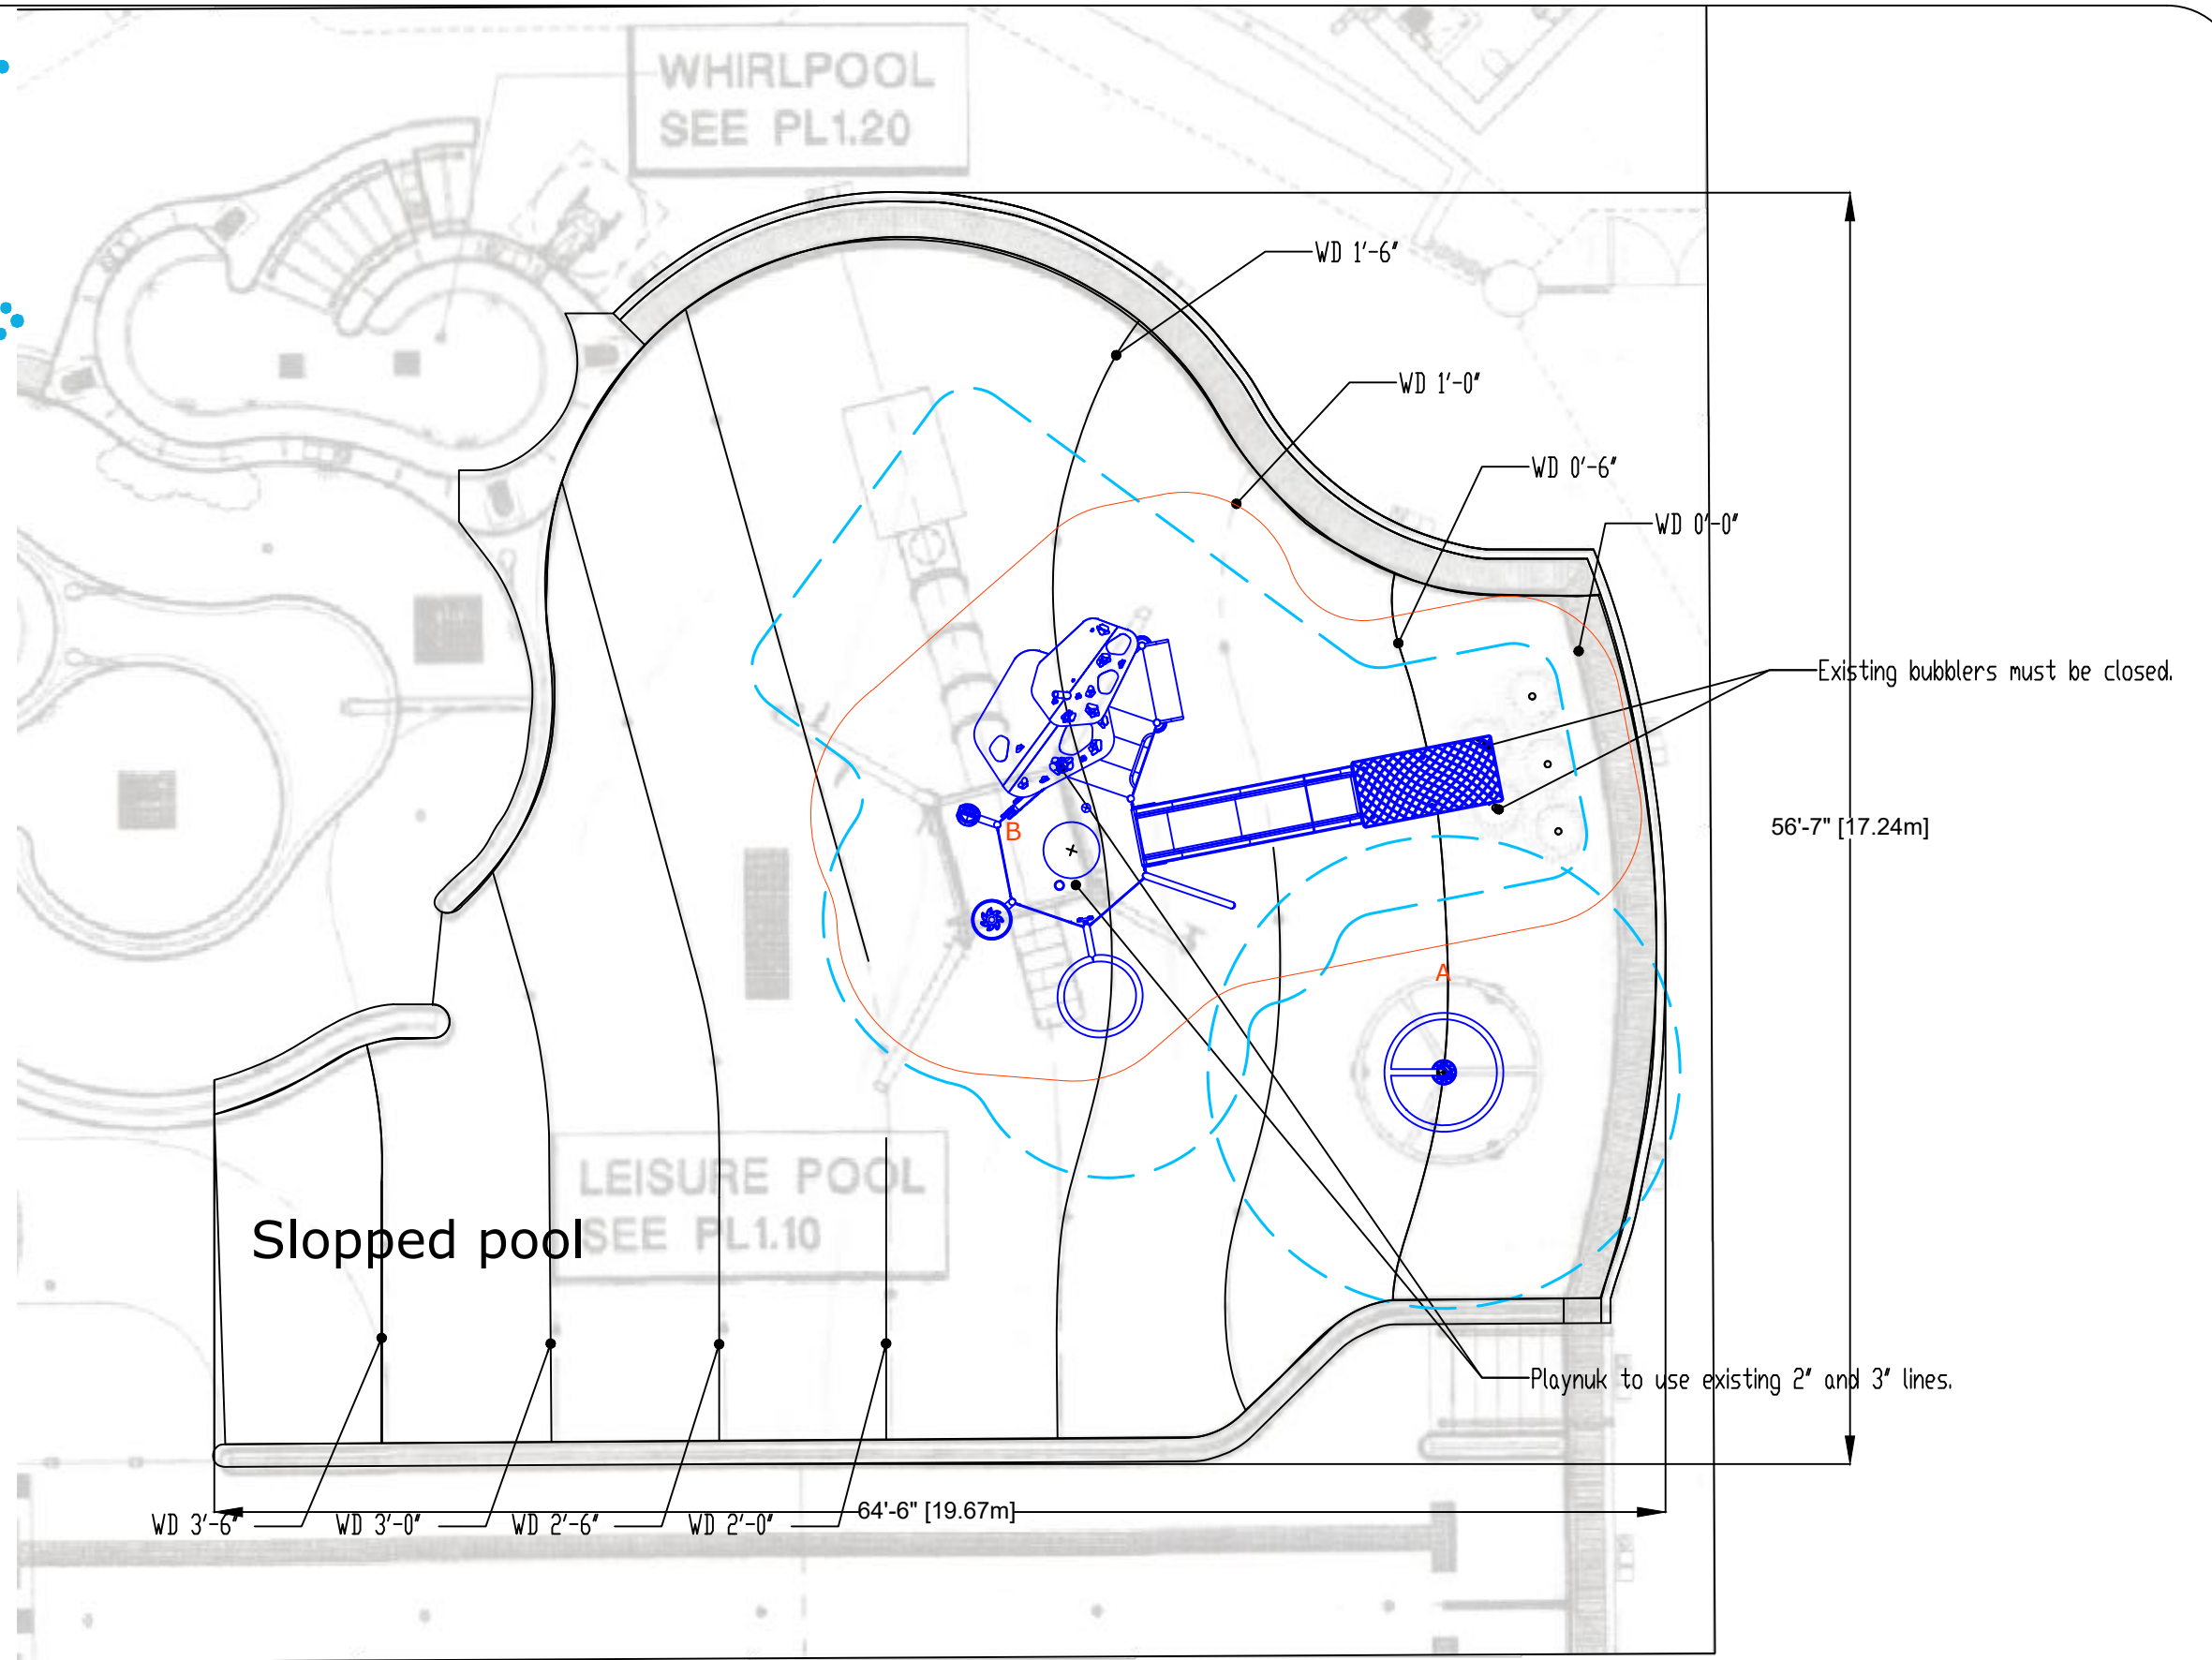 WHIRLPOOL
SEE PL1.20
WD 1'-6"
WD 1'-0"
WD 0'-6"
WD 0'-0"
Existing bubblers must be closed.
56'-7" [17.24m]
B
A
LEISURE POOL
SEE PL1.10
Slopped pool
Playnuk to use existing 2" and 3" lines.
64'-6" [19.67m]
WD 3'-6"
WD 3'-0"
WD 2'-6"
WD 2'-0"